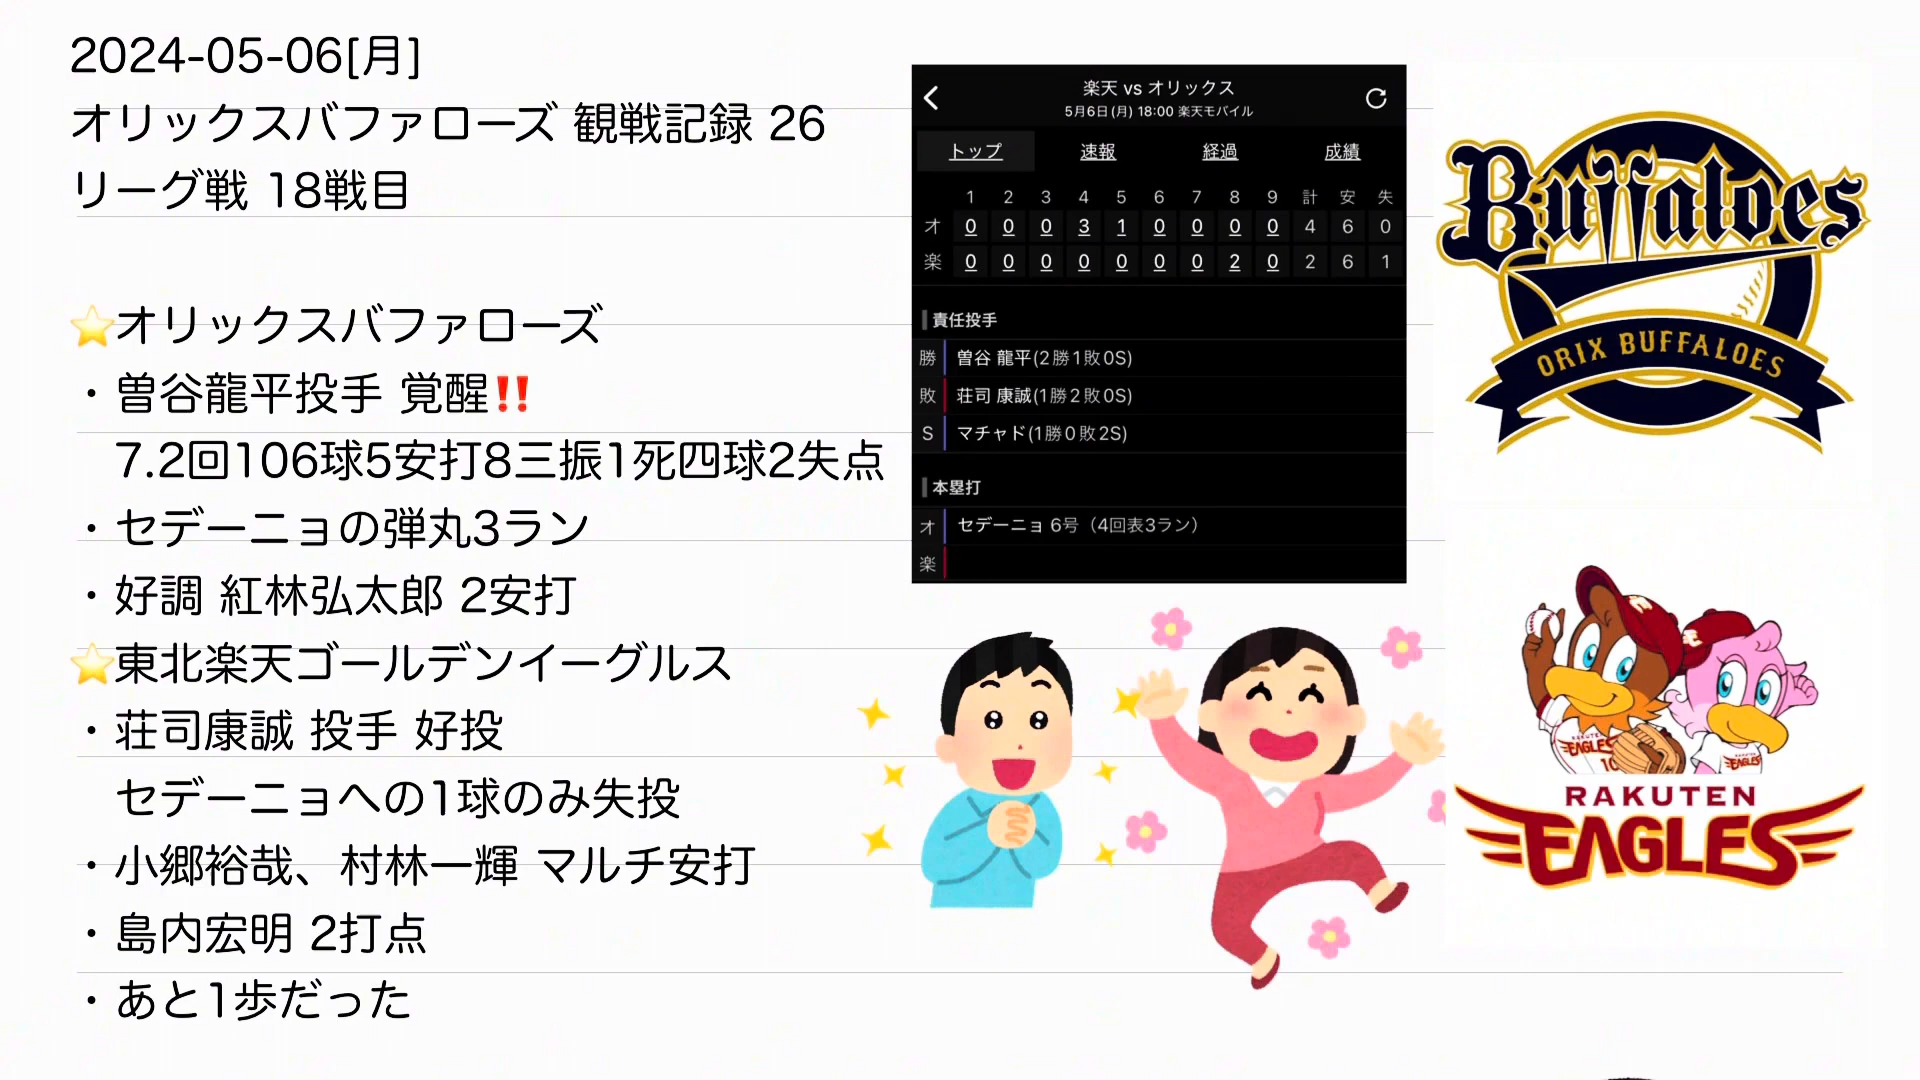 2024-05-06[月]
オリックスバファローズ 観戦記録 26
リーグ戦 18戦目
⭐オリックスバファローズ
・曽谷龍平投手 覚醒‼️
7.2回106球5安打8三振1死四球2失点
・セデーニョの弾丸3ラン
・好調 紅林弘太郎 2安打
⭐東北楽天ゴールデンイーグルス
・荘司康誠 投手 好投
セデーニョへの1球のみ失投
・小郷裕哉、村林一輝 マルチ安打
・島内宏明 2打点
・あと1歩だった
楽天 vs オリックス
5月6日(月) 18:00 楽天モバイル
トップ 速報 経過 成績
1 2 3 4 5 6 7 8 9 計 安 失
オ 0 0 0 3 1 0 0 0 0 4 6 0
楽 0 0 0 0 0 0 0 2 0 2 6 1
責任投手
勝 曽谷 龍平(2勝1敗0S)
敗 荘司 康誠(1勝2敗0S)
S マチャド(1勝0敗2S)
本塁打
オ セデーニョ 6号（4回表3ラン）
楽
Buffaloes
ORIX BUFFALOES
EAGLES
10
EAGLES
RAKUTEN
EAGLES